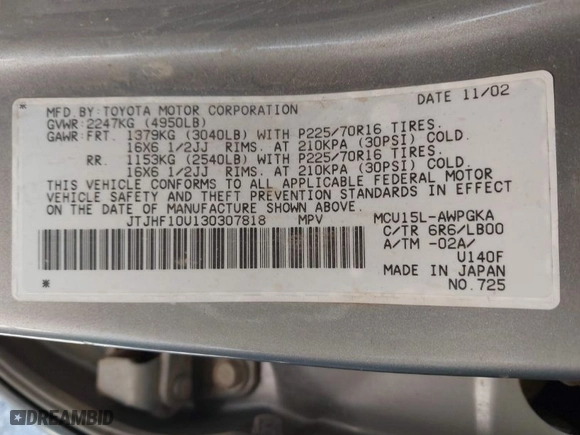 MFD.BY:TOYOTA MOTOR CORPORATION DATE 11/02
GVWR:2247KG (4950LB)
GAWR:FRT. 1379KG (3040LB) WITH P225/70R16 TIRES.
16X6 1/2JJ RIMS. AT 210KPA (30PSI) COLD.
RR. 1153KG (2540LB) WITH P225/70R16 TIRES.
16X6 1/2JJ RIMS. AT 210KPA (30PSI) COLD.
THIS VEHICLE CONFORMS TO ALL APPLICABLE FEDERAL MOTOR
VEHICLE SAFETY AND THEFT PREVENTION STANDARDS IN EFFECT
ON THE DATE OF MANUFACTURE SHOWN ABOVE.
* JTJHF10U130307818 MPV MCU15L-AWPGKA
C/TR 6R6/LB00
A/TM -02A/
U140F
MADE IN JAPAN
* NO.725
DREAMBID